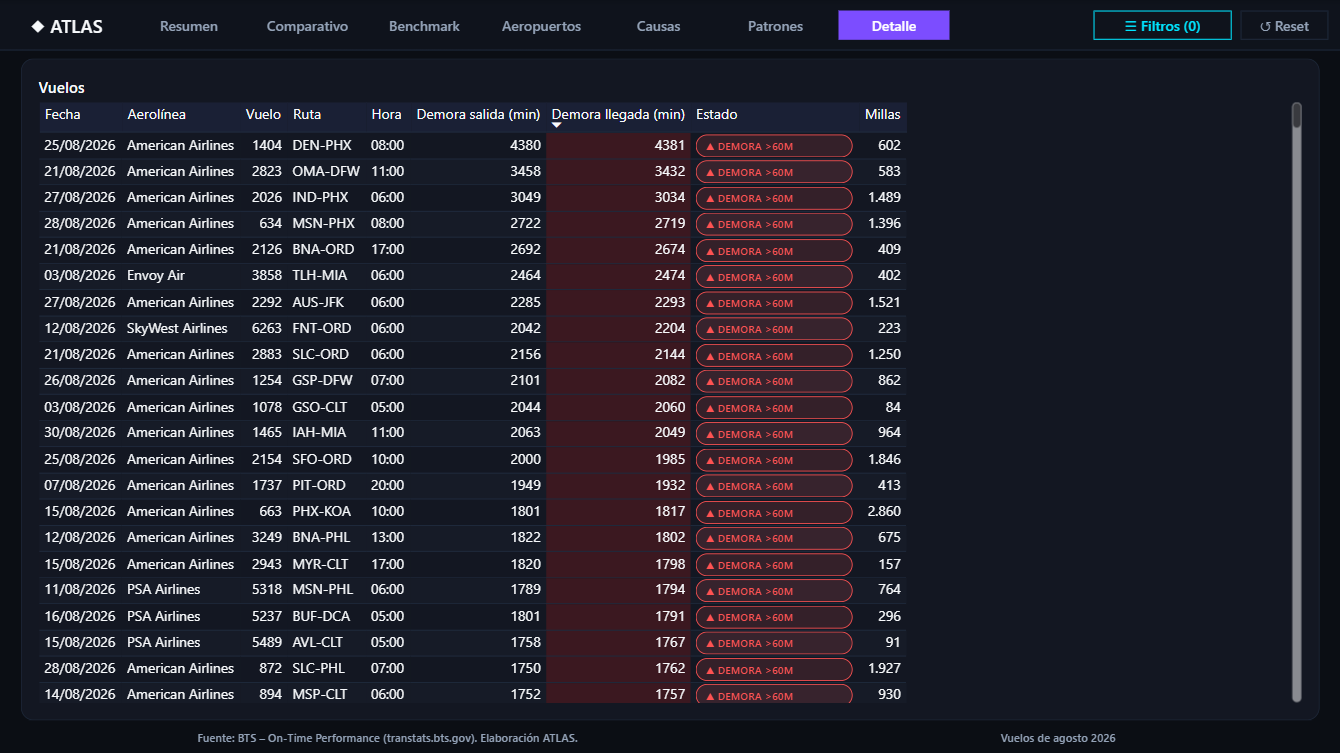 ◆ ATLAS Resumen Comparativo Benchmark Aeropuertos Causas Patrones Detalle ☰ Filtros (0) ↺ Reset
Vuelos
Fecha Aerolínea Vuelo Ruta Hora Demora salida (min) Demora llegada (min) Estado Millas
25/08/2026 American Airlines 1404 DEN-PHX 08:00 4380 4381 ▲ DEMORA >60M 602
21/08/2026 American Airlines 2823 OMA-DFW 11:00 3458 3432 ▲ DEMORA >60M 583
27/08/2026 American Airlines 2026 IND-PHX 06:00 3049 3034 ▲ DEMORA >60M 1.489
28/08/2026 American Airlines 634 MSN-PHX 08:00 2722 2719 ▲ DEMORA >60M 1.396
21/08/2026 American Airlines 2126 BNA-ORD 17:00 2692 2674 ▲ DEMORA >60M 409
03/08/2026 Envoy Air 3858 TLH-MIA 06:00 2464 2474 ▲ DEMORA >60M 402
27/08/2026 American Airlines 2292 AUS-JFK 06:00 2285 2293 ▲ DEMORA >60M 1.521
12/08/2026 SkyWest Airlines 6263 FNT-ORD 06:00 2042 2204 ▲ DEMORA >60M 223
21/08/2026 American Airlines 2883 SLC-ORD 06:00 2156 2144 ▲ DEMORA >60M 1.250
26/08/2026 American Airlines 1254 GSP-DFW 07:00 2101 2082 ▲ DEMORA >60M 862
03/08/2026 American Airlines 1078 GSO-CLT 05:00 2044 2060 ▲ DEMORA >60M 84
30/08/2026 American Airlines 1465 IAH-MIA 11:00 2063 2049 ▲ DEMORA >60M 964
25/08/2026 American Airlines 2154 SFO-ORD 10:00 2000 1985 ▲ DEMORA >60M 1.846
07/08/2026 American Airlines 1737 PIT-ORD 20:00 1949 1932 ▲ DEMORA >60M 413
15/08/2026 American Airlines 663 PHX-KOA 10:00 1801 1817 ▲ DEMORA >60M 2.860
12/08/2026 American Airlines 3249 BNA-PHL 13:00 1822 1802 ▲ DEMORA >60M 675
15/08/2026 American Airlines 2943 MYR-CLT 17:00 1820 1798 ▲ DEMORA >60M 157
11/08/2026 PSA Airlines 5318 MSN-PHL 06:00 1789 1794 ▲ DEMORA >60M 764
16/08/2026 PSA Airlines 5237 BUF-DCA 05:00 1801 1791 ▲ DEMORA >60M 296
15/08/2026 PSA Airlines 5489 AVL-CLT 05:00 1758 1767 ▲ DEMORA >60M 91
28/08/2026 American Airlines 872 SLC-PHL 07:00 1750 1762 ▲ DEMORA >60M 1.927
14/08/2026 American Airlines 894 MSP-CLT 06:00 1752 1757 ▲ DEMORA >60M 930
Fuente: BTS – On-Time Performance (transtats.bts.gov). Elaboración ATLAS. Vuelos de agosto 2026